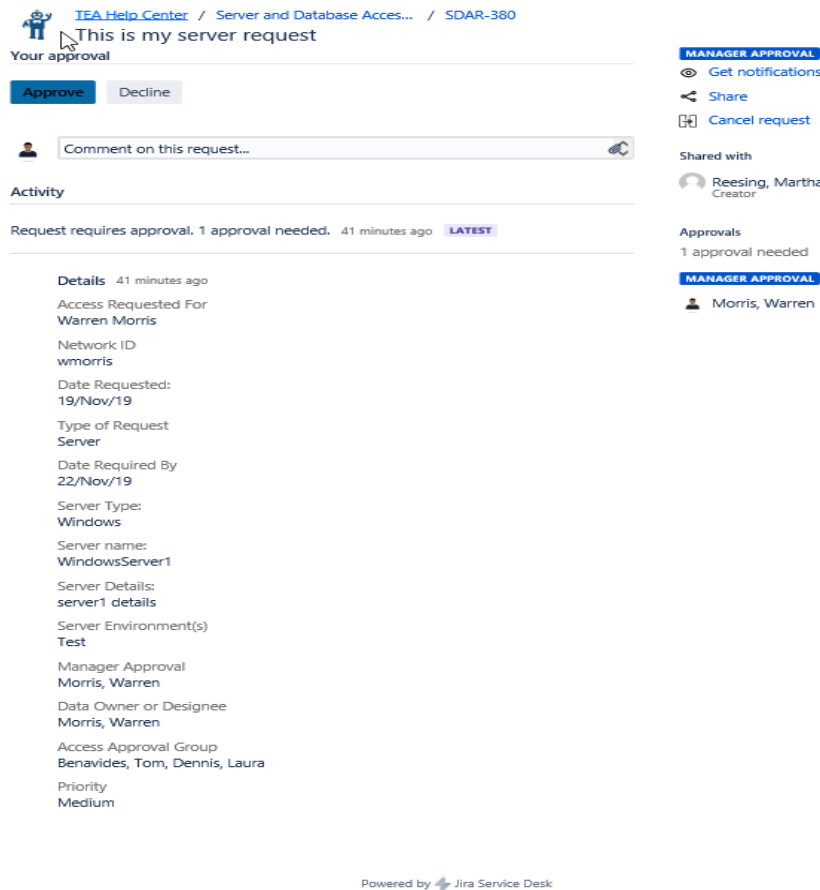 TEA Help Center / Server and Database Acces... / SDAR-380
This is my server request
Your approval
Approve Decline
Comment on this request...
Activity
Request requires approval. 1 approval needed. 41 minutes ago LATEST
Details 41 minutes ago
Access Requested For
Warren Morris
Network ID
wmorris
Date Requested:
19/Nov/19
Type of Request
Server
Date Required By
22/Nov/19
Server Type:
Windows
Server name:
WindowsServer1
Server Details:
server1 details
Server Environment(s)
Test
Manager Approval
Morris, Warren
Data Owner or Designee
Morris, Warren
Access Approval Group
Benavides, Tom, Dennis, Laura
Priority
Medium
MANAGER APPROVAL
Get notifications
Share
Cancel request
Shared with
Reesing, Martha
Creator
Approvals
1 approval needed
MANAGER APPROVAL
Morris, Warren
Powered by Jira Service Desk